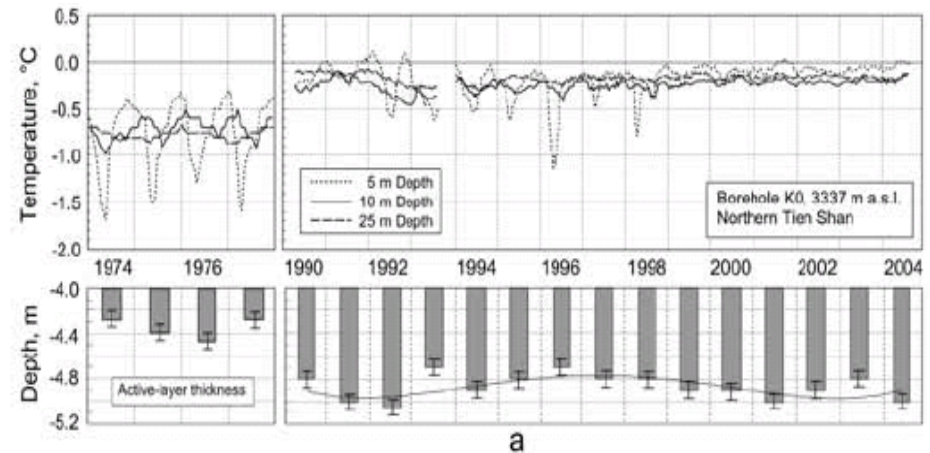 0.5
0.0
-0.5
-1.0
-1.5
-2.0
Temperature, °C
5 m Depth
10 m Depth
25 m Depth
Borehole K0, 3337 m a.s.l.
Northern Tien Shan
1974 1976 1990 1992 1994 1996 1998 2000 2002 2004
-4.0
-4.4
-4.8
-5.2
Depth, m
Active-layer thickness
a